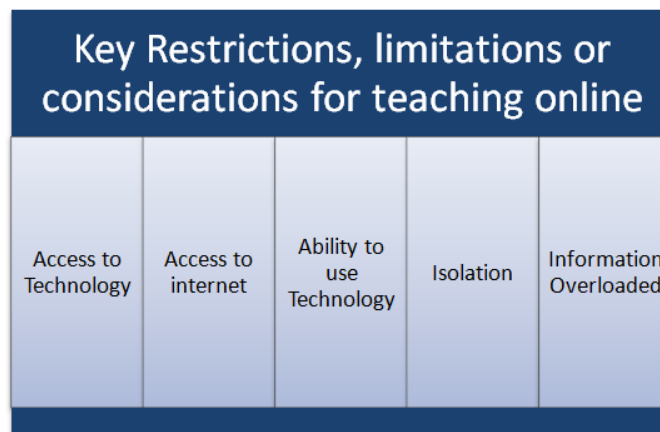 Key Restrictions, limitations or
considerations for teaching online
Access to
Technology
Access to
internet
Ability to
use
Technology
Isolation
Information
Overloaded